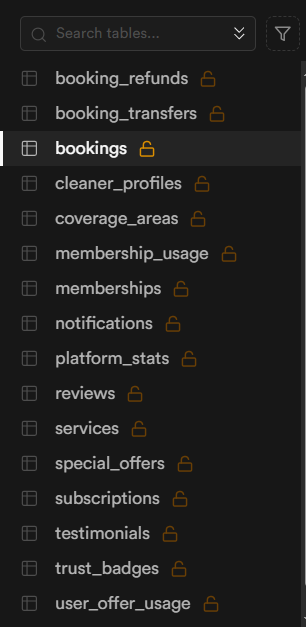 Search tables...
booking_refunds
booking_transfers
bookings
cleaner_profiles
coverage_areas
membership_usage
memberships
notifications
platform_stats
reviews
services
special_offers
subscriptions
testimonials
trust_badges
user_offer_usage